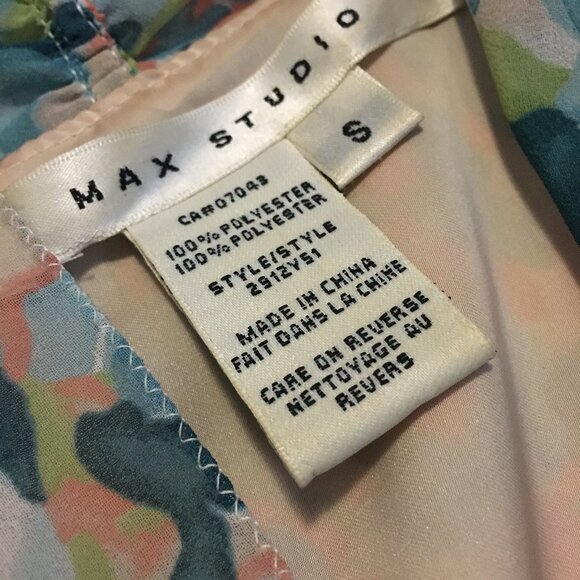 MAX STUDIO
S
CA#07043
100% POLYESTER
100% POLYESTER
STYLE/STYLE
2912Y51
MADE IN CHINA
FAIT DANS LA CHINE
CARE ON REVERSE
NETTOYAGE AU
REVERS